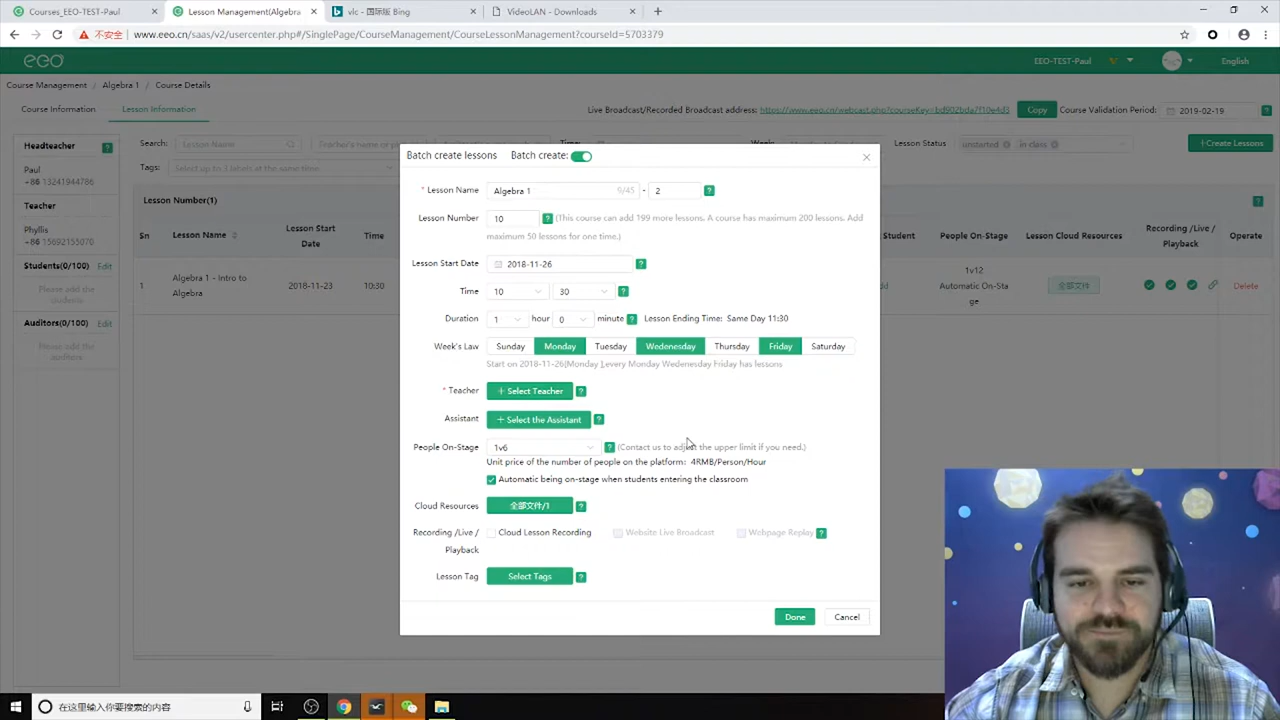 Courses_EEO-TEST-Paul
Lesson Management(Algebra
vlc - 国际版 Bing
VideoLAN - Downloads
不安全
www.eeo.cn/saas/v2/usercenter.php#/SinglePage/CourseManagement/CourseLessonManagement?courseId=5703379
eeo
EEO-TEST-Paul
English
Course Management / Algebra 1 / Course Details
Course Information
Lesson Information
Live Broadcast/Recorded Broadcast address: https://www.eeo.cn/webcast.php?courseKey=bd902bda7f10e4d3
Copy
Course Validation Period:
2019-02-19
Headteacher
Search:
Lesson Name
Lesson Status
unstarted
in class
+Create Lessons
Tags: Select up to 3 labels at the same time
Paul
+86 13241944786
Teacher
Phyllis
+86 15692155070
Students(0/100) Edit
Please add the students
Auditors(0/100) Edit
Please add the auditors
Lesson Number(1)
Sn
Lesson Name
Lesson Start Date
Time
Student
People On-Stage
Lesson Cloud Resources
Recording /Live / Playback
Operate
1
Algebra 1 - Intro to Algebra
2018-11-23
10:30
1v12
Automatic On-Stage
全部文件
Delete
Batch create lessons Batch create:
* Lesson Name Algebra 1 9/45 - 2 ?
Lesson Number 10 ? (This course can add 199 more lessons. A course has maximum 200 lessons. Add
maximum 50 lessons for one time.)
Lesson Start Date 2018-11-26 ?
Time 10 30 ?
Duration 1 hour 0 minute ? Lesson Ending Time: Same Day 11:30
Week's Law Sunday Monday Tuesday Wedenesday Thursday Friday Saturday
Start on 2018-11-26(Monday ),every Monday Wedenesday Friday has lessons
* Teacher + Select Teacher ?
Assistant + Select the Assistant ?
People On-Stage 1v6 ? (Contact us to adjust the upper limit if you need.)
Unit price of the number of people on the platform: 4RMB/Person/Hour
Automatic being on-stage when students entering the classroom
Cloud Resources 全部文件/1 ?
Recording /Live / Playback Cloud Lesson Recording Website Live Broadcast Webpage Replay ?
Lesson Tag Select Tags ?
Done Cancel
在这里输入你要搜索的内容